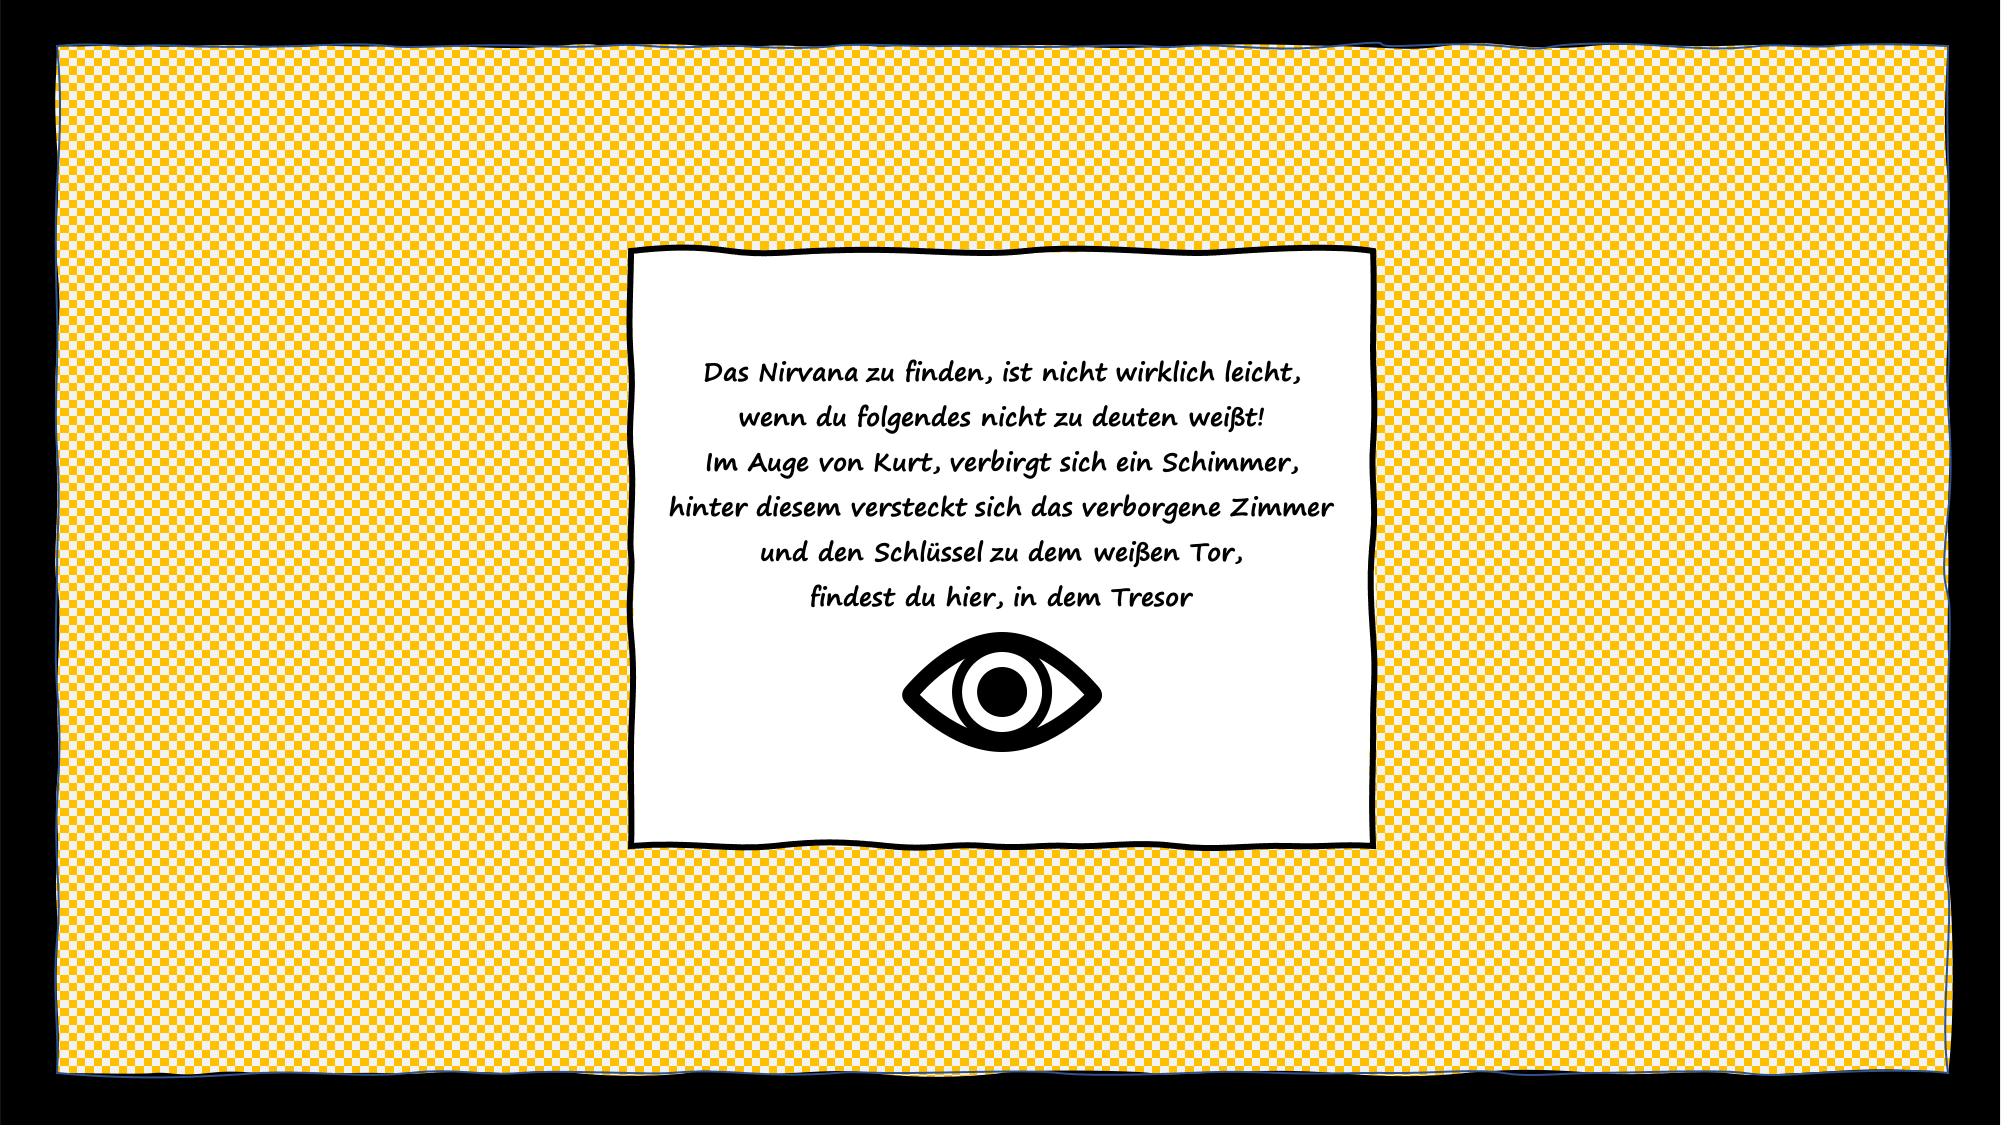 Das Nirvana zu finden, ist nicht wirklich leicht,
wenn du folgendes nicht zu deuten weißt!
Im Auge von Kurt, verbirgt sich ein Schimmer,
hinter diesem versteckt sich das verborgene Zimmer
und den Schlüssel zu dem weißen Tor,
findest du hier, in dem Tresor